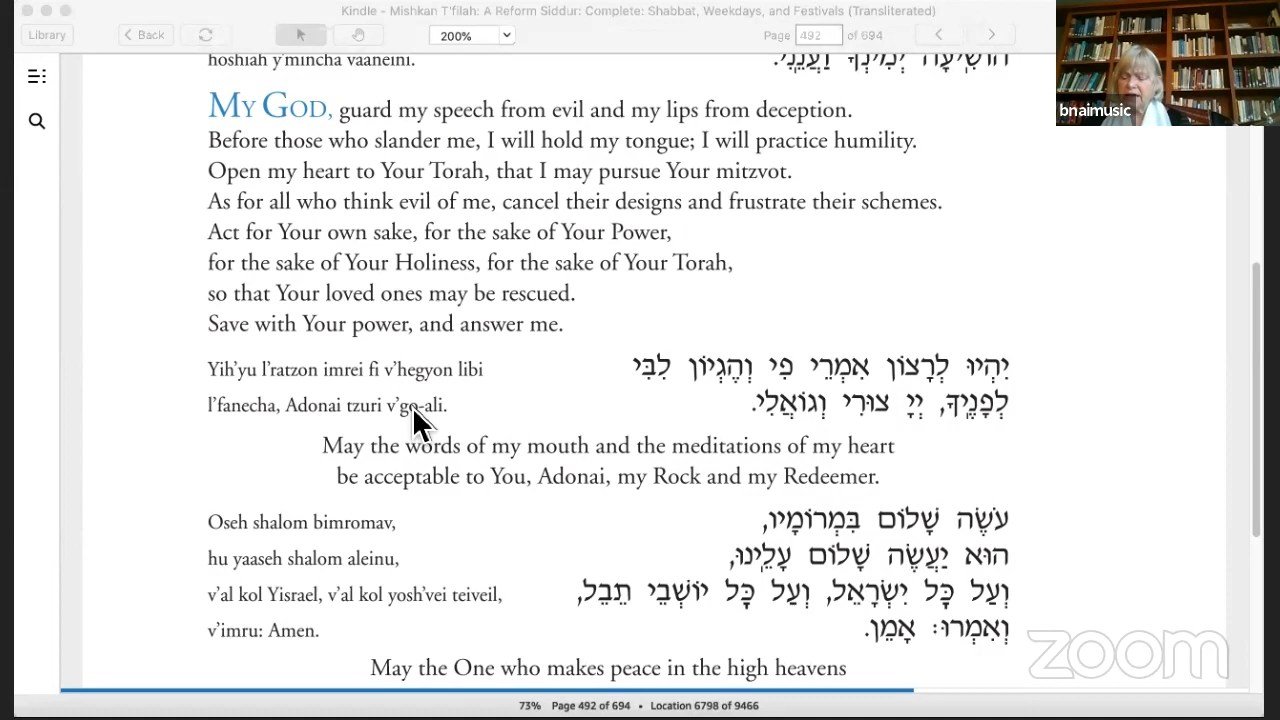 Kindle - Mishkan T'filah: A Reform Siddur: Complete: Shabbat, Weekdays, and Festivals (Transliterated)
Library
Back
200%
Page 492 of 694
bnaimusic
hoshiah y'mincha vaaneini.
הוֹשִֽׁיעָה יְמִינְךָ וַעֲנֵֽנִי.
MY GOD, guard my speech from evil and my lips from deception.
Before those who slander me, I will hold my tongue; I will practice humility.
Open my heart to Your Torah, that I may pursue Your mitzvot.
As for all who think evil of me, cancel their designs and frustrate their schemes.
Act for Your own sake, for the sake of Your Power,
for the sake of Your Holiness, for the sake of Your Torah,
so that Your loved ones may be rescued.
Save with Your power, and answer me.
Yih'yu l'ratzon imrei fi v'hegyon libi
יִהְיוּ לְרָצוֹן אִמְרֵי פִי וְהֶגְיוֹן לִבִּי
l'fanecha, Adonai tzuri v'go-ali.
לְפָנֶֽיךָ, יְיָ צוּרִי וְגוֹאֲלִי.
May the words of my mouth and the meditations of my heart
be acceptable to You, Adonai, my Rock and my Redeemer.
Oseh shalom bimromav,
עֹשֶׂה שָׁלוֹם בִּמְרוֹמָיו,
hu yaaseh shalom aleinu,
הוּא יַעֲשֶׂה שָׁלוֹם עָלֵֽינוּ,
v'al kol Yisrael, v'al kol yosh'vei teiveil,
וְעַל כׇּל יִשְׂרָאֵל, וְעַל כׇּל יוֹשְׁבֵי תֵבֵל,
v'imru: Amen.
וְאִמְרוּ: אָמֵן.
May the One who makes peace in the high heavens
zoom
73% Page 492 of 694 • Location 6798 of 9466